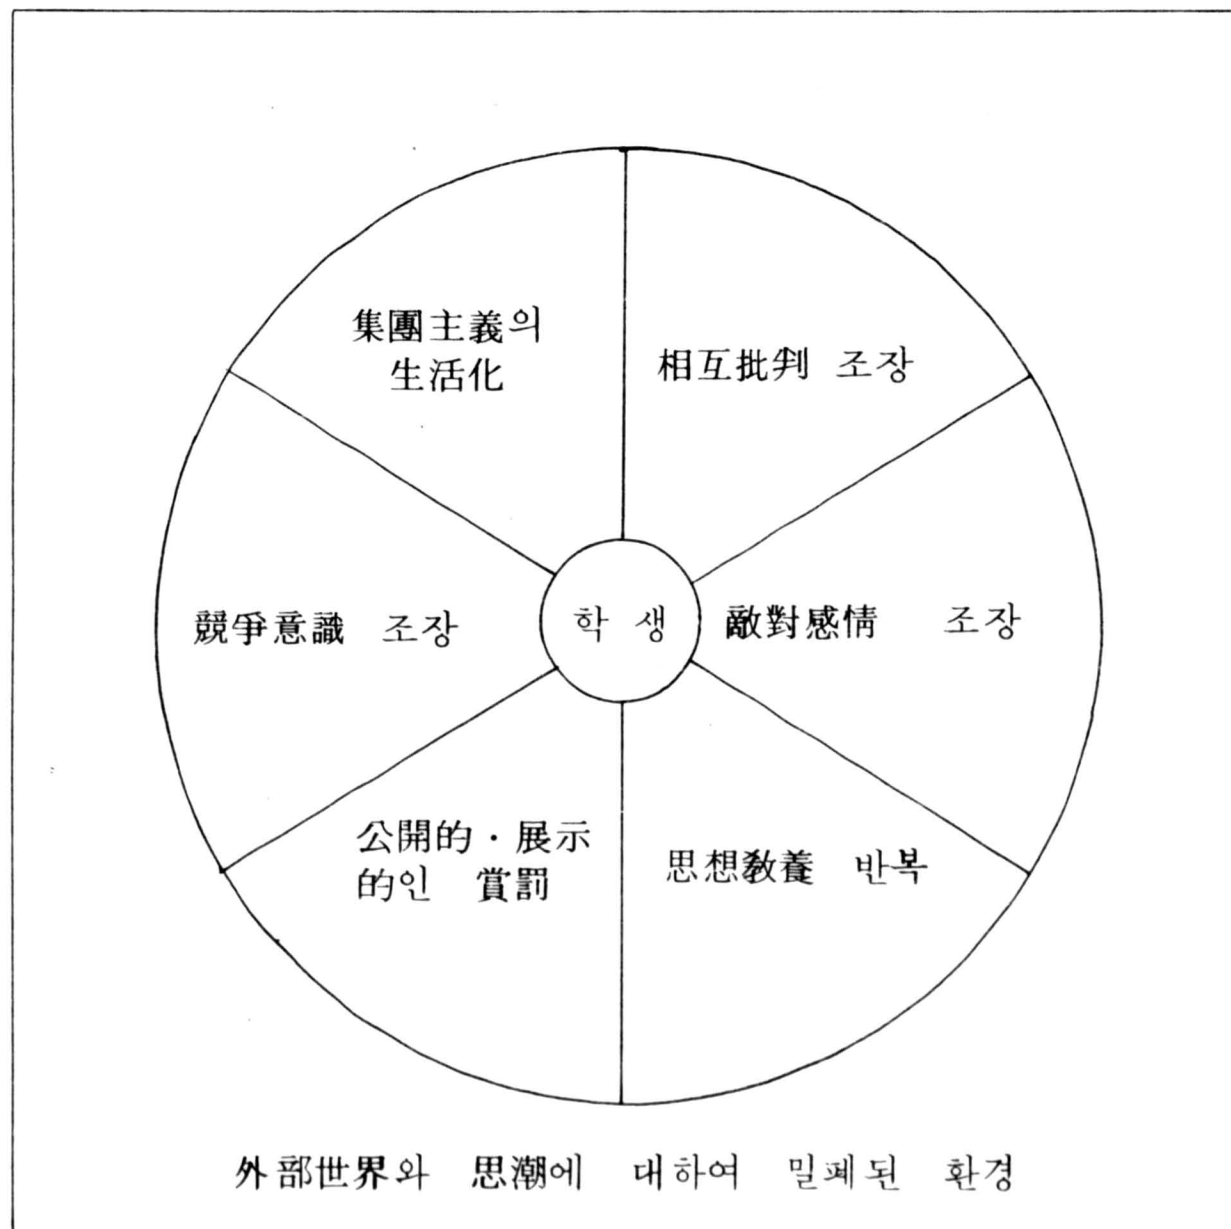 集團主義의
生活化
相互批判 조장
競爭意識 조장
학 생
敵對感情 조장
公開的·展示
的인 賞罰
思想敎養 반복
外部世界와 思潮에 대하여 밀폐된 환경